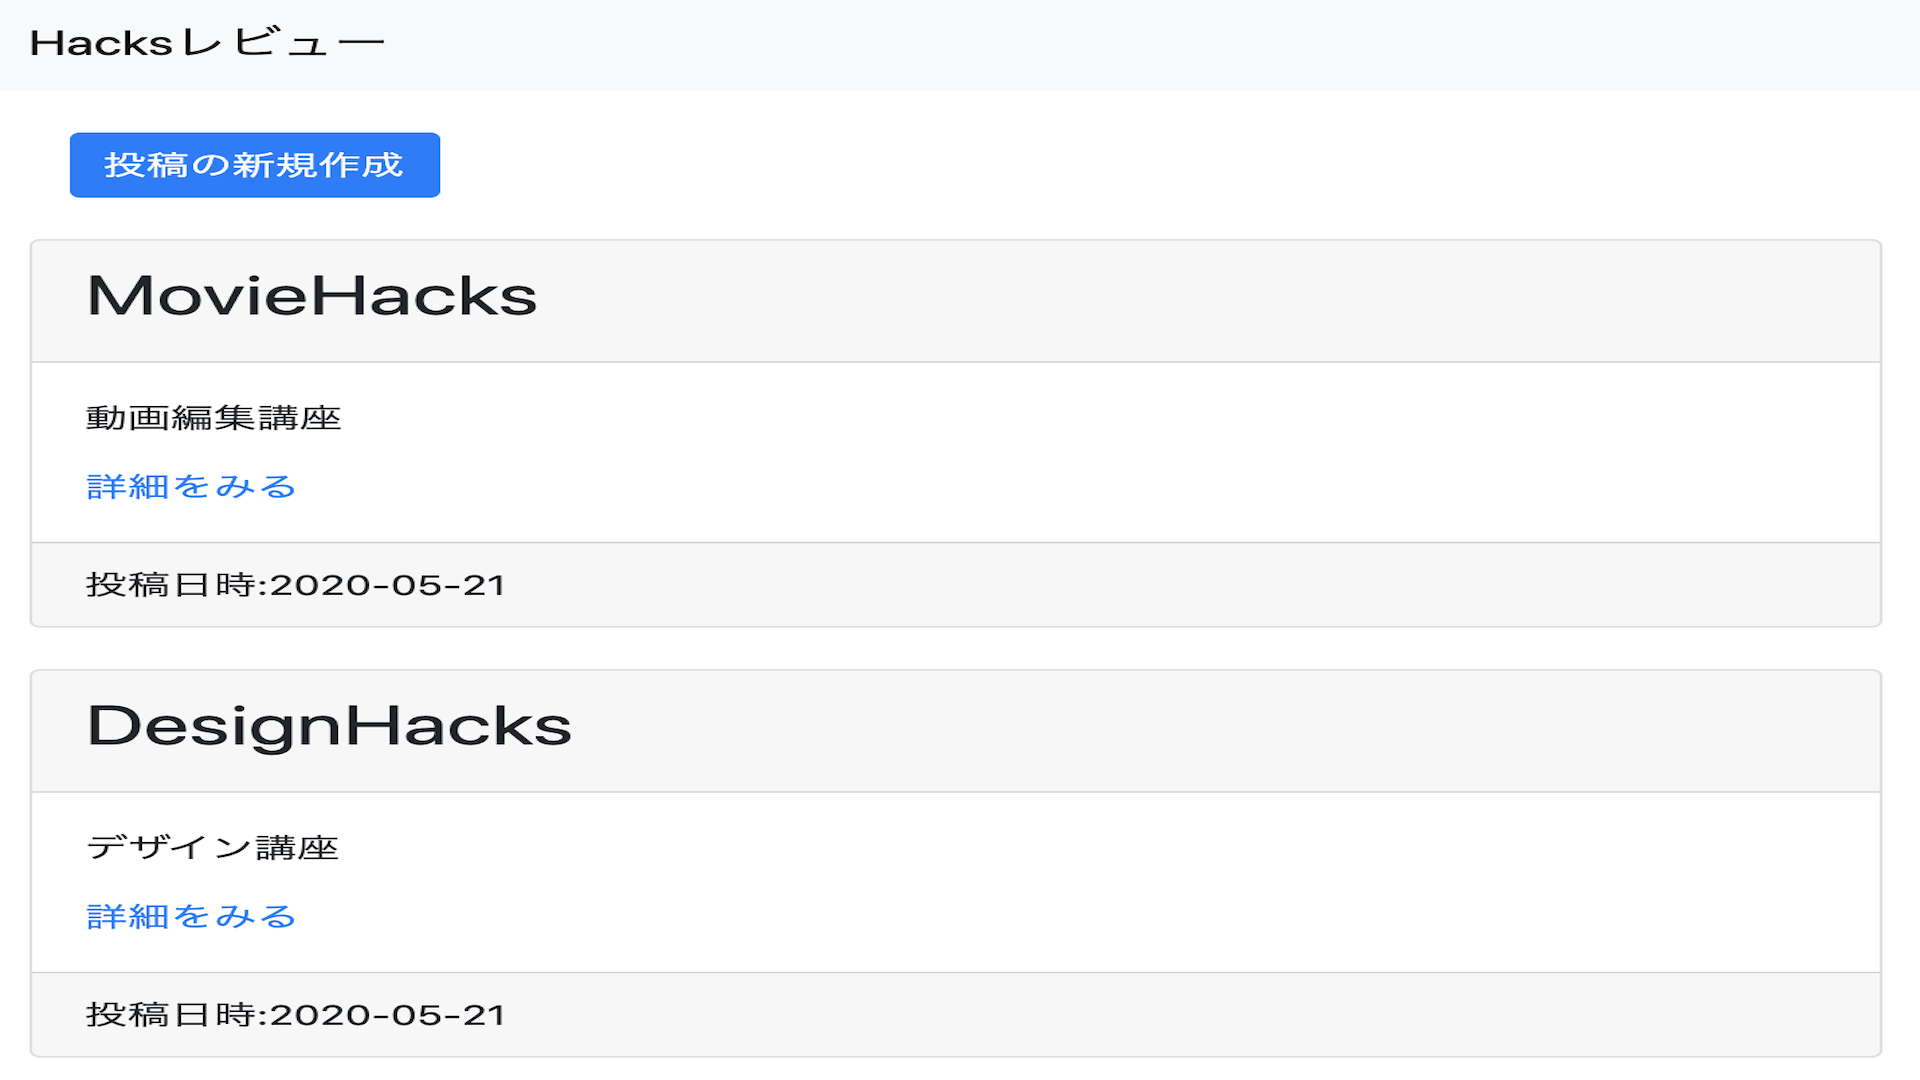 Hacksレビュー
投稿の新規作成
MovieHacks
動画編集講座
詳細をみる
投稿日時:2020-05-21
DesignHacks
デザイン講座
詳細をみる
投稿日時:2020-05-21